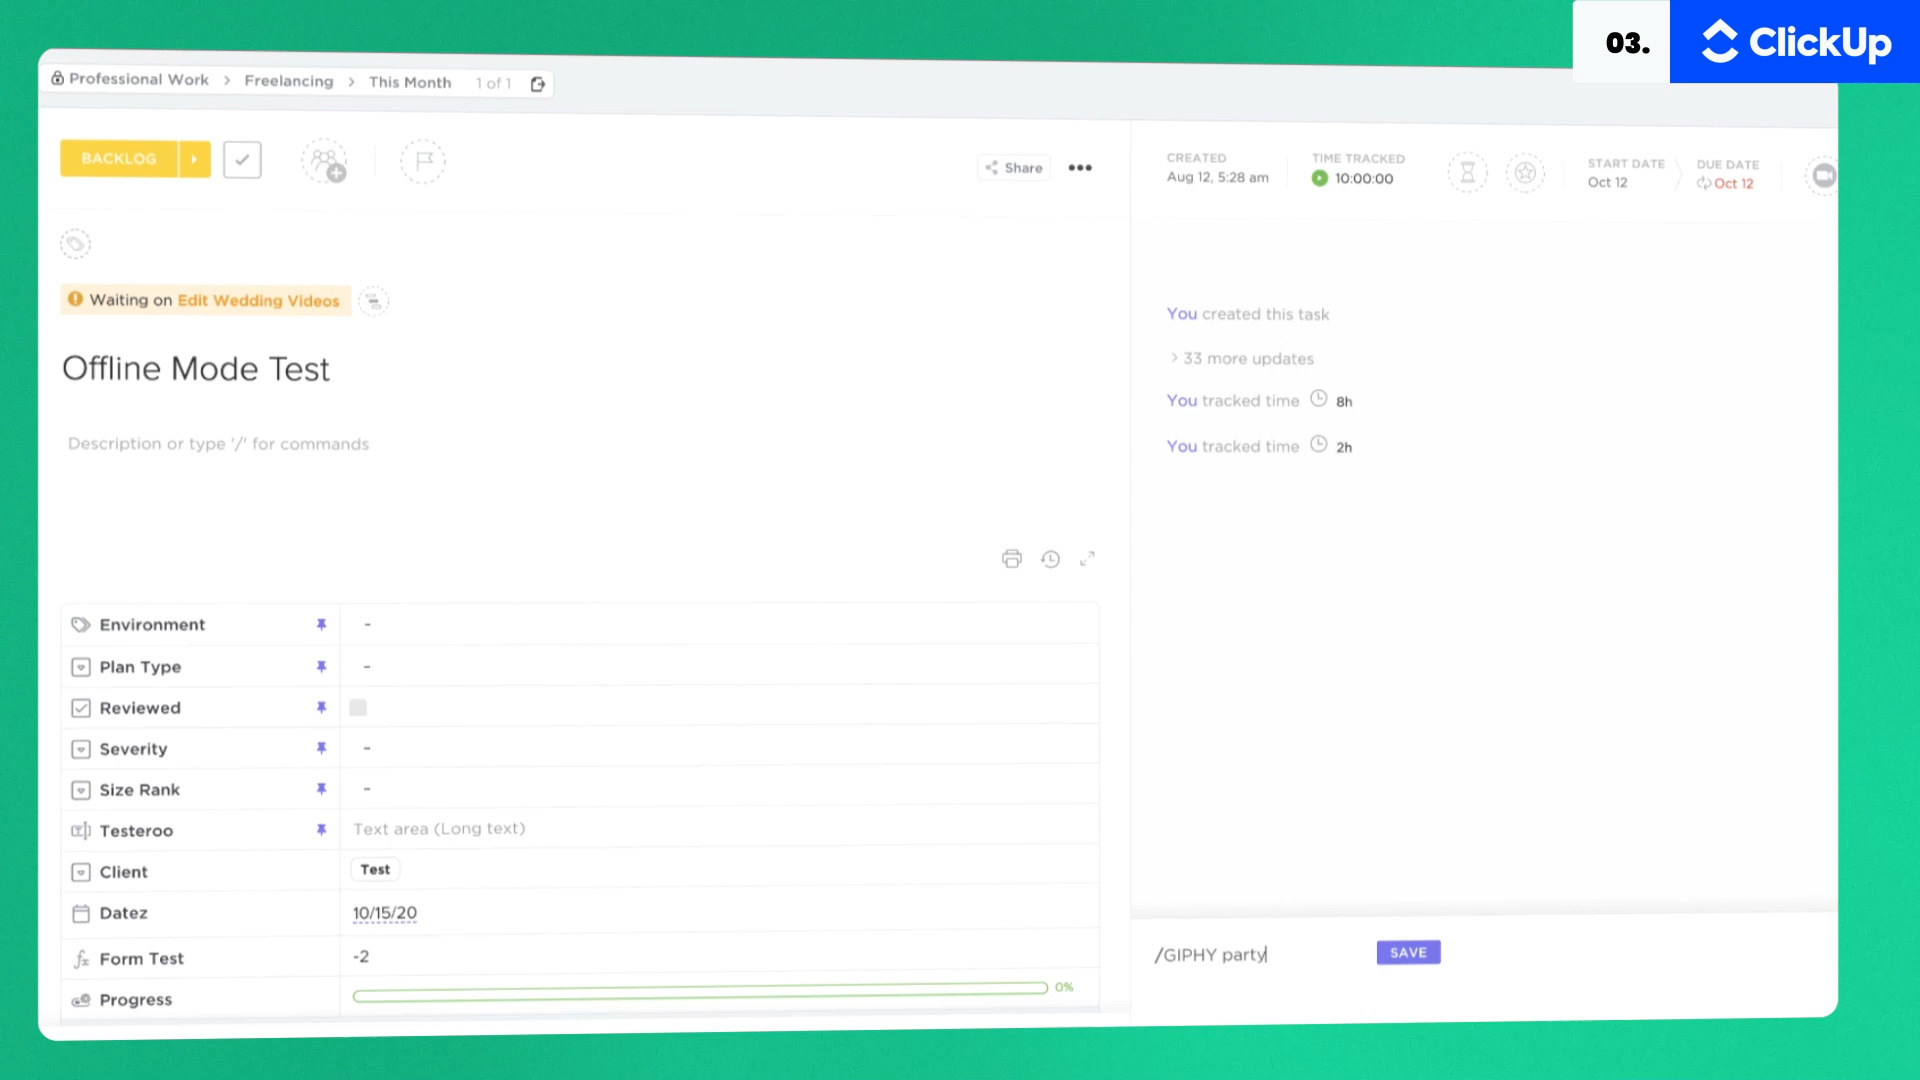 03.
ClickUp
Professional Work > Freelancing > This Month 1 of 1
BACKLOG
Share
CREATED
Aug 12, 5:28 am
TIME TRACKED
10:00:00
START DATE
Oct 12
DUE DATE
Oct 12
Waiting on Edit Wedding Videos
Offline Mode Test
Description or type '/' for commands
You created this task
> 33 more updates
You tracked time 8h
You tracked time 2h
Environment -
Plan Type -
Reviewed
Severity -
Size Rank -
Testeroo Text area (Long text)
Client Test
Datez 10/15/20
Form Test -2
Progress 0%
/GIPHY party
SAVE